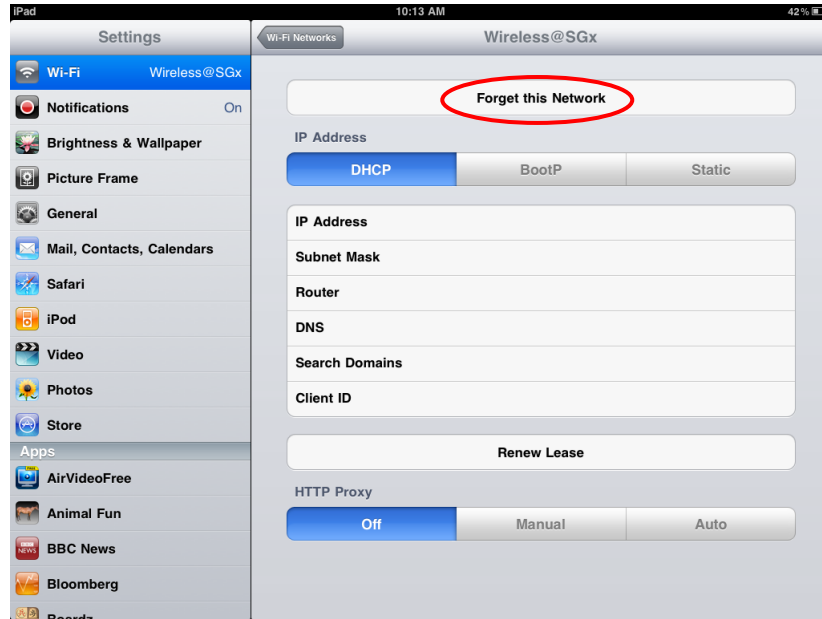 iPad 10:13 AM 42%
Settings
Wi-Fi Wireless@SGx
Notifications On
Brightness & Wallpaper
Picture Frame
General
Mail, Contacts, Calendars
Safari
iPod
Video
Photos
Store
Apps
AirVideoFree
Animal Fun
NEWS BBC News
Bloomberg
Boardz
Wi-Fi Networks Wireless@SGx
Forget this Network
IP Address
DHCP BootP Static
IP Address
Subnet Mask
Router
DNS
Search Domains
Client ID
Renew Lease
HTTP Proxy
Off Manual Auto